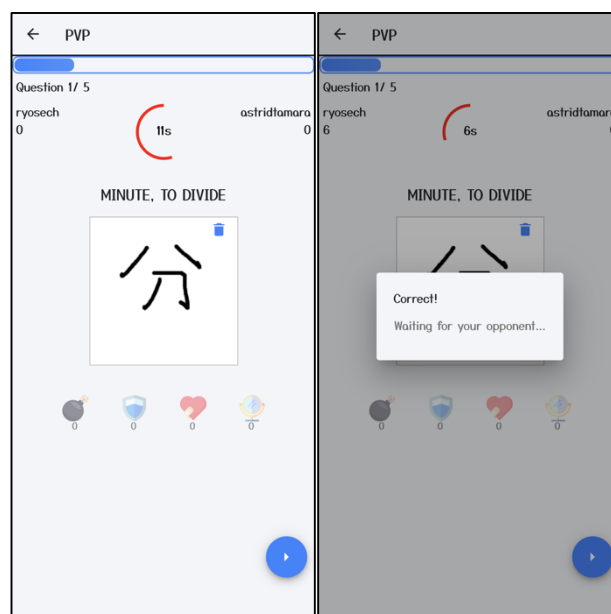 PVP
Question 1/ 5
ryosech astridtamara
0 11s 0
MINUTE, TO DIVIDE
分
0 0 0 0
PVP
Question 1/ 5
ryosech astridtamara
6 6s
MINUTE, TO DIVIDE
Correct!
Waiting for your opponent...
0 0 0 0